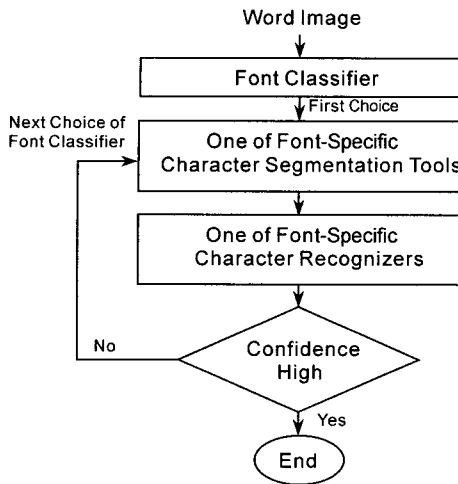 Word Image
Font Classifier
First Choice
Next Choice of
Font Classifier
One of Font-Specific
Character Segmentation Tools
One of Font-Specific
Character Recognizers
Confidence
High
No
Yes
End